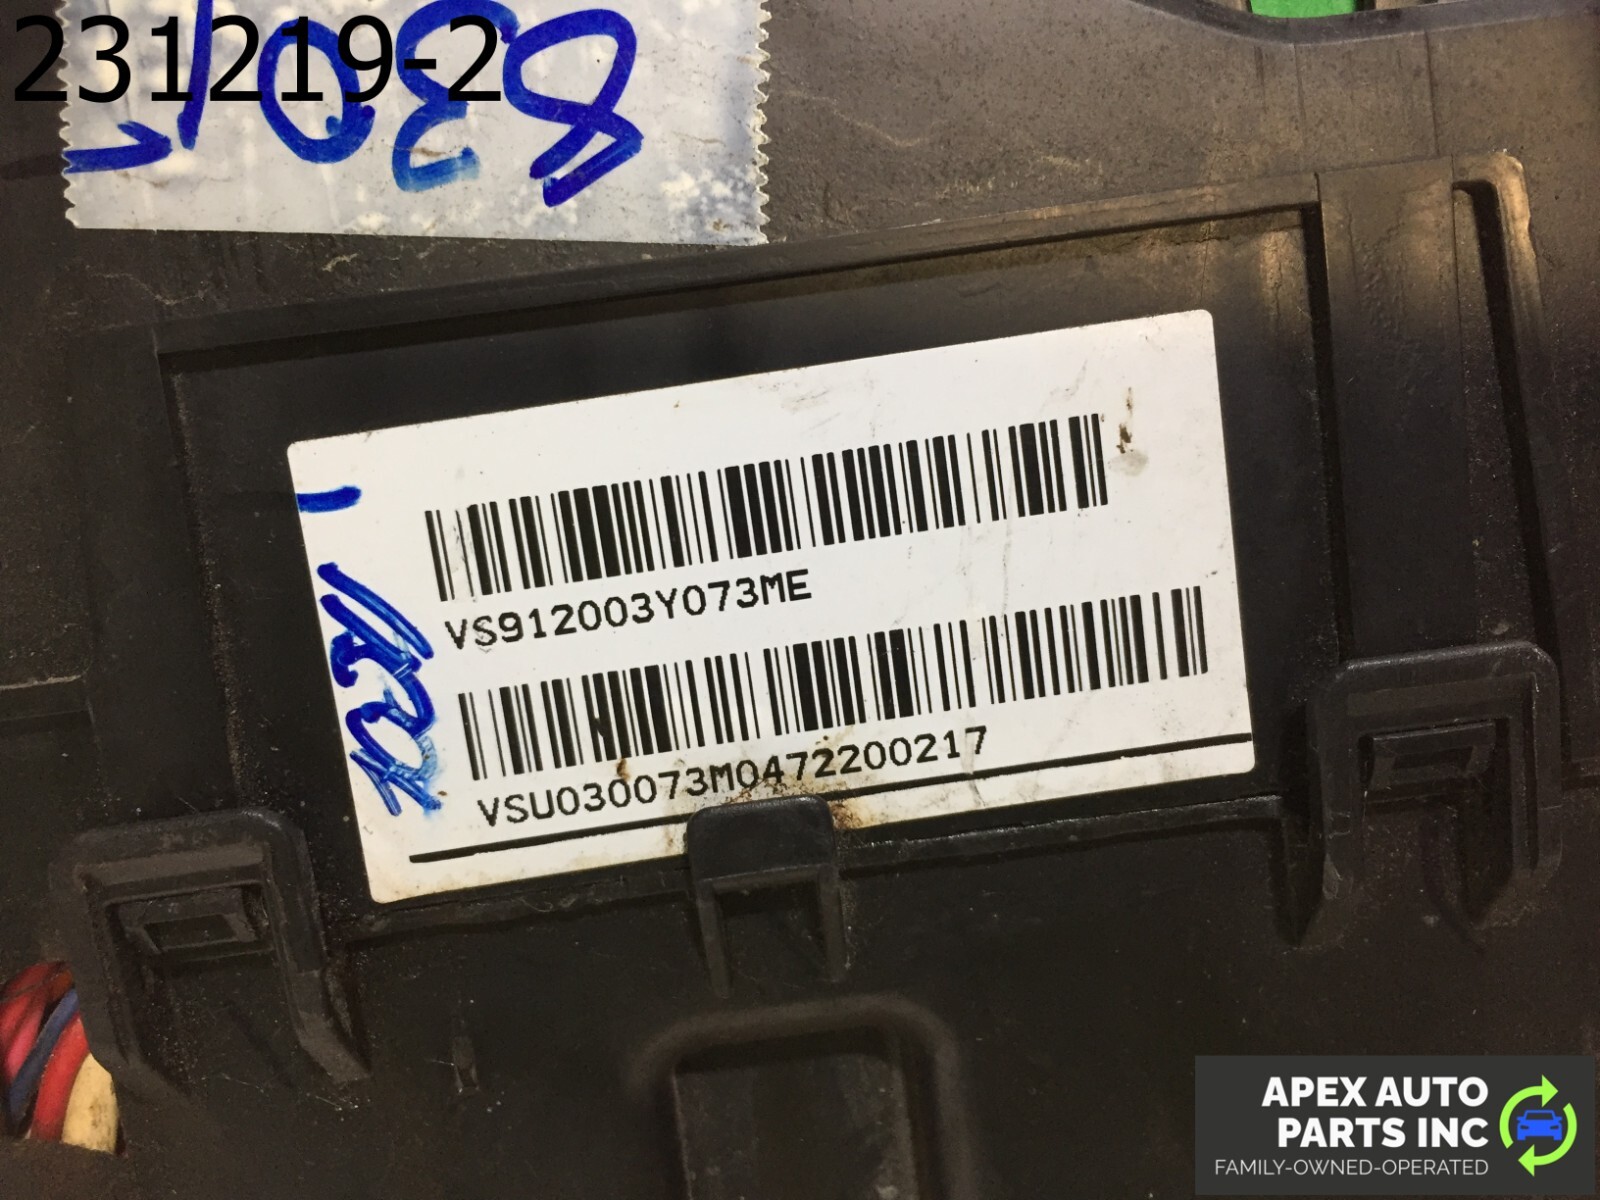 231219-2
VS912003Y073ME
VSU030073M0472200217
APEX AUTO
PARTS INC
FAMILY-OWNED-OPERATED